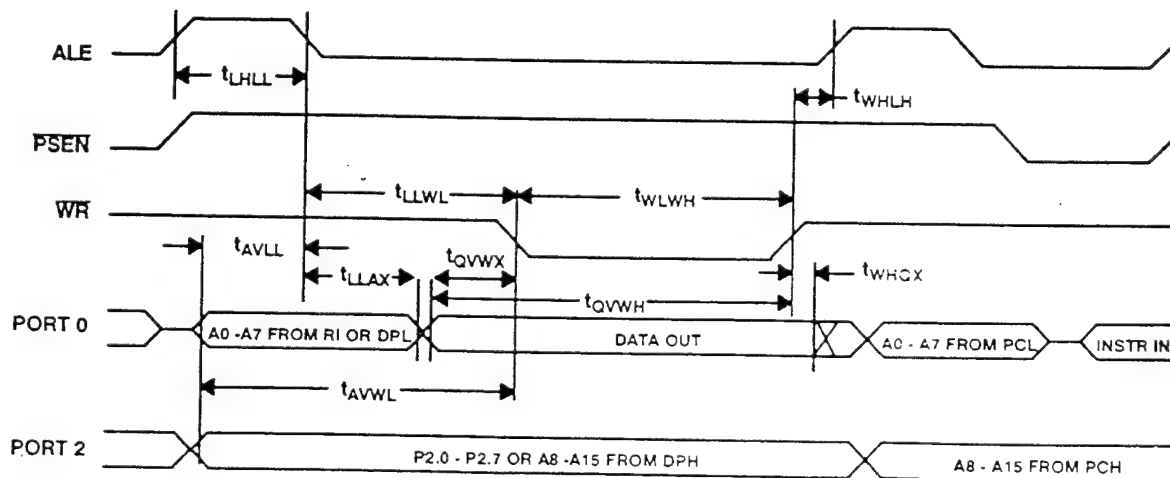 ALE
tLHLL
tWHLH
PSEN
tLLWL
tWLWH
WR
tAVLL
tQVWX
tLLAX
tWHQX
tQVWH
PORT 0
A0 -A7 FROM RI OR DPL
DATA OUT
A0 - A7 FROM PCL
INSTR IN
tAVWL
PORT 2
P2.0 - P2.7 OR A8 -A15 FROM DPH
A8 - A15 FROM PCH